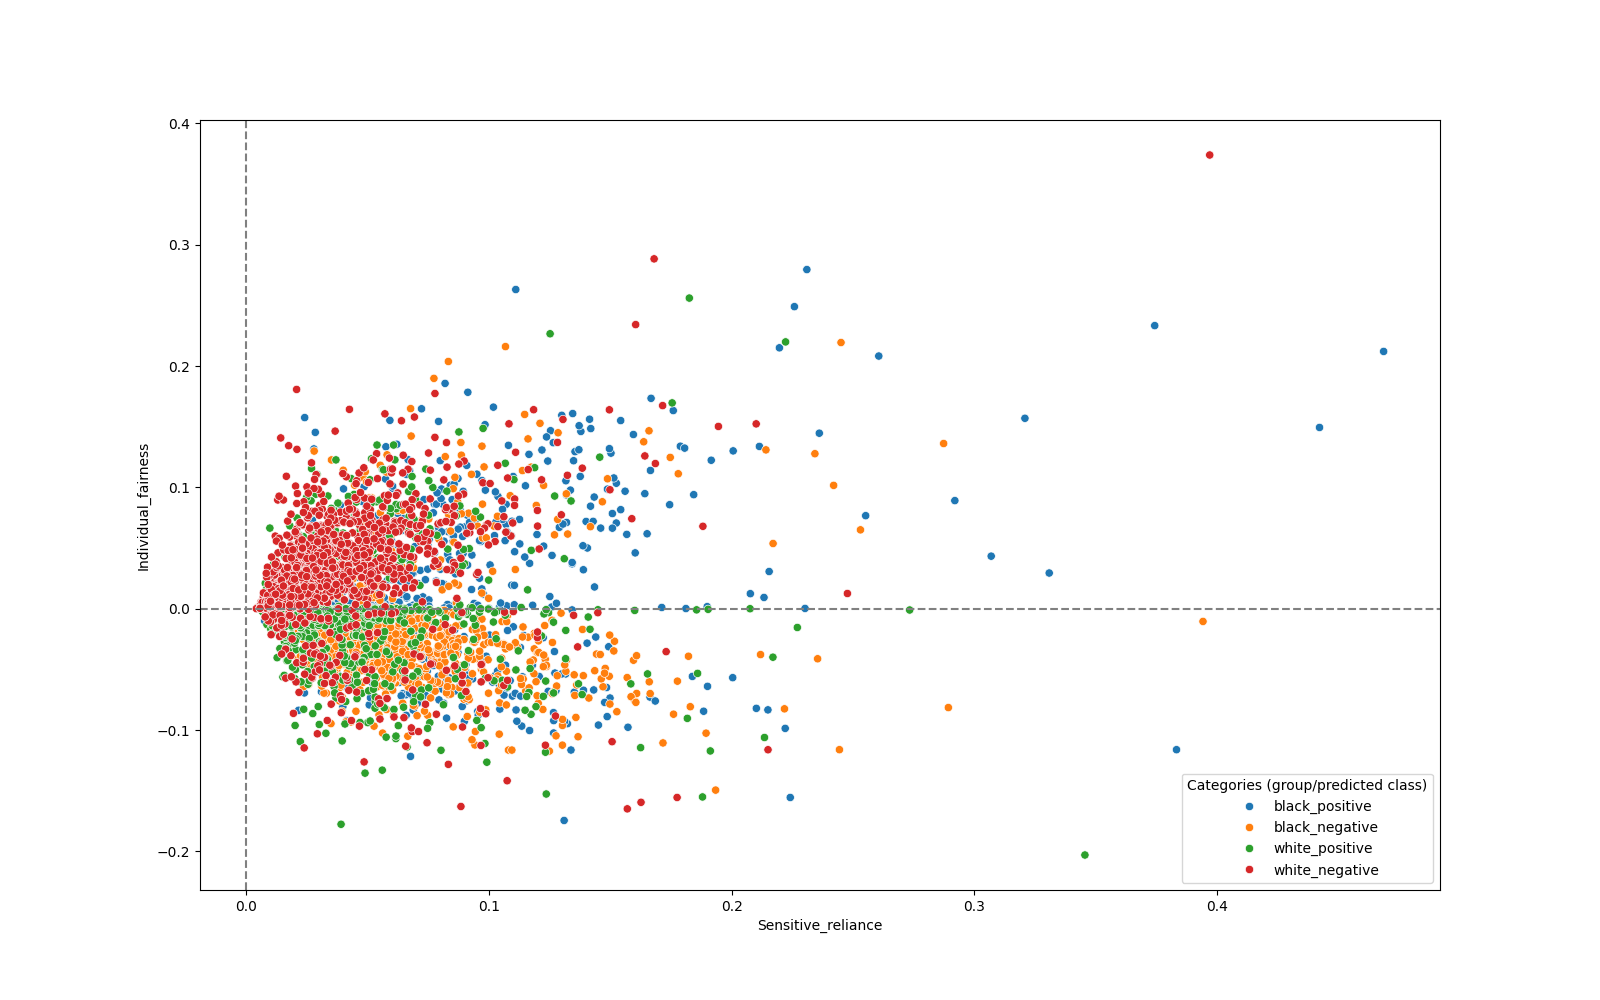 0.4
0.3
0.2
0.1
0.0
−0.1
−0.2
Individual_fairness
0.0
0.1
0.2
0.3
0.4
Sensitive_reliance
Categories (group/predicted class)
black_positive
black_negative
white_positive
white_negative